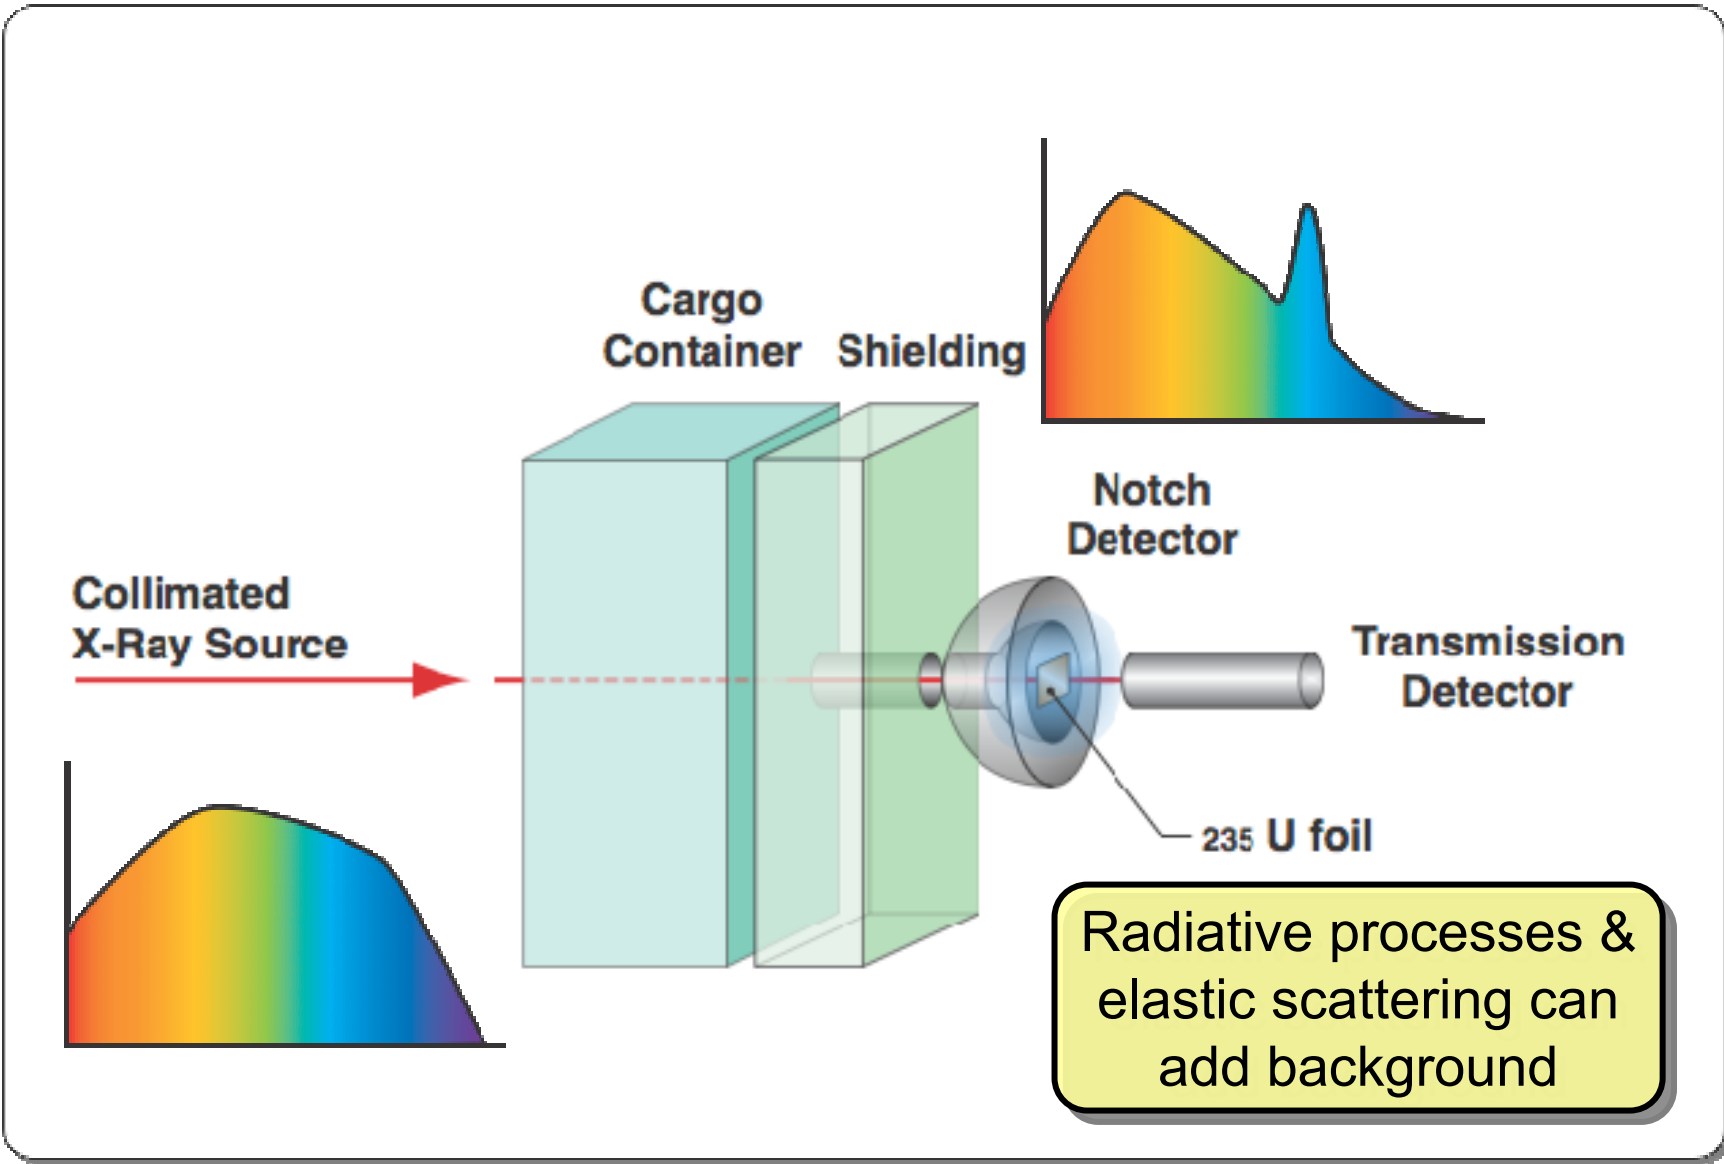 Cargo
Container
Shielding
Notch
Detector
Collimated
X-Ray Source
Transmission
Detector
235 U foil
Radiative processes &
elastic scattering can
add background